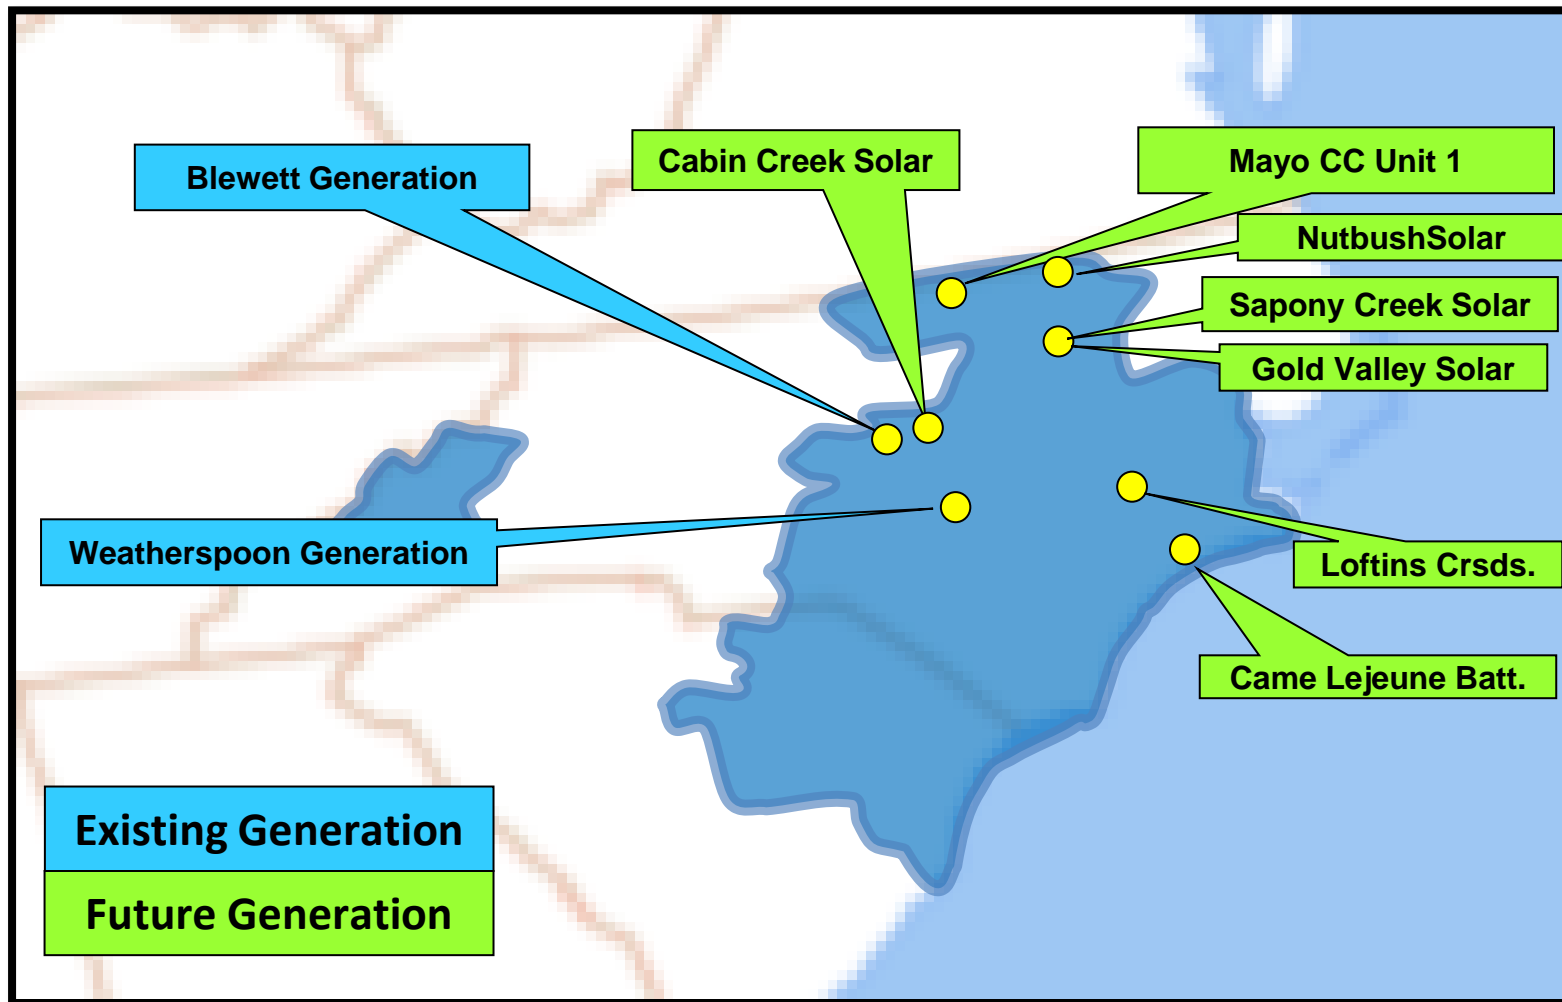 Mayo CC Unit 1
Cabin Creek Solar
Blewett Generation
NutbushSolar
Sapony Creek Solar
Gold Valley Solar
Weatherspoon Generation
Loftins Crsds.
Came Lejeune Batt.
Existing Generation
Future Generation